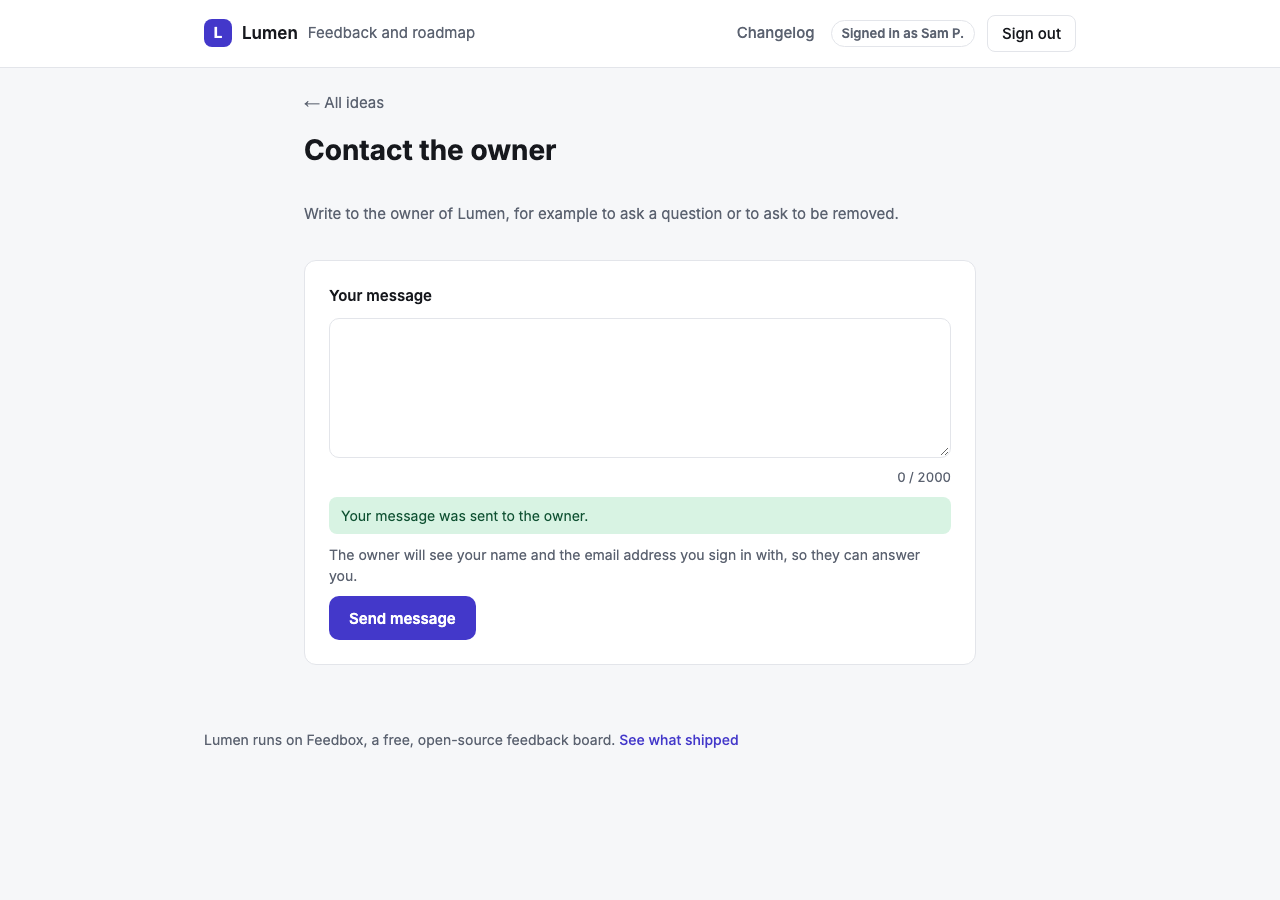 L Lumen Feedback and roadmap Changelog Signed in as Sam P. Sign out
← All ideas
Contact the owner
Write to the owner of Lumen, for example to ask a question or to ask to be removed.
Your message
0 / 2000
Your message was sent to the owner.
The owner will see your name and the email address you sign in with, so they can answer
you.
Send message
Lumen runs on Feedbox, a free, open-source feedback board. See what shipped